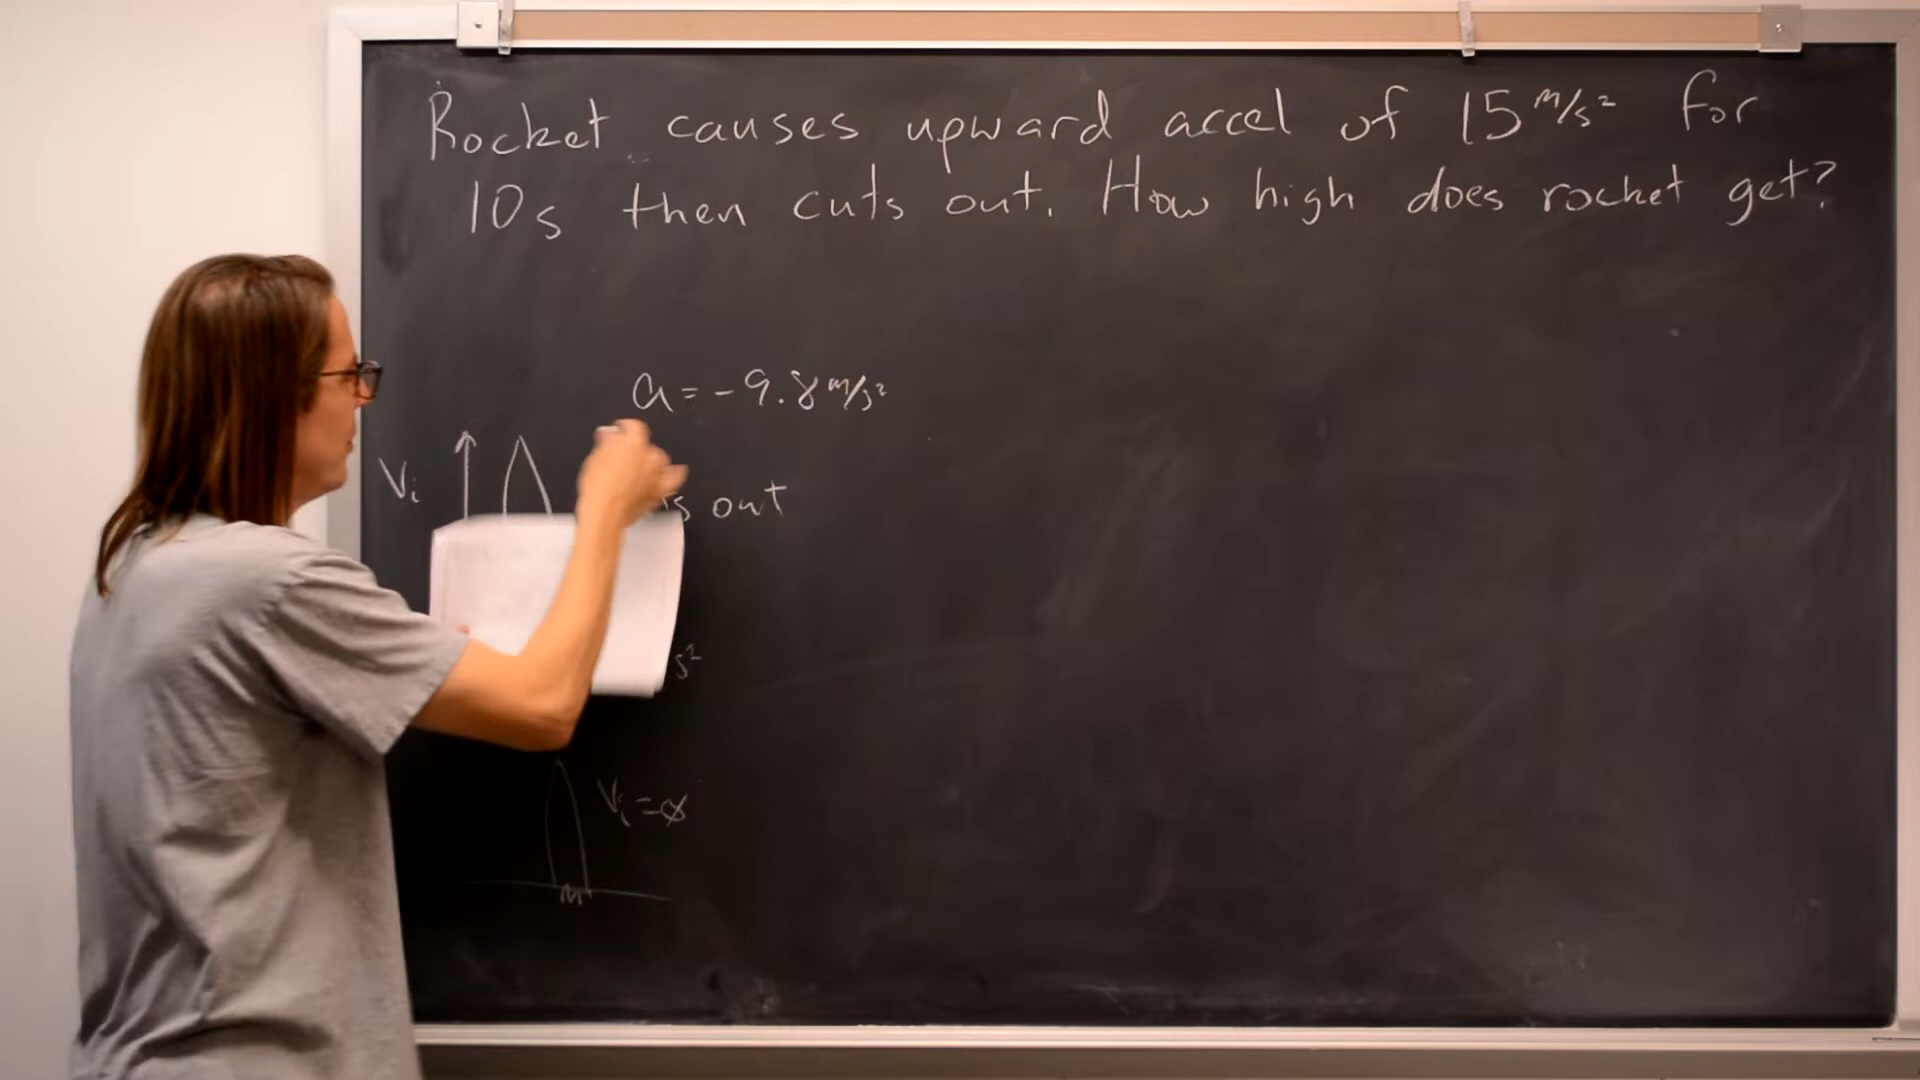 Rocket causes upward accel of 15 m/s² for
10s then cuts out. How high does rocket get?
a = -9.8 m/s²
Vi
out
s²
Vi = ∅